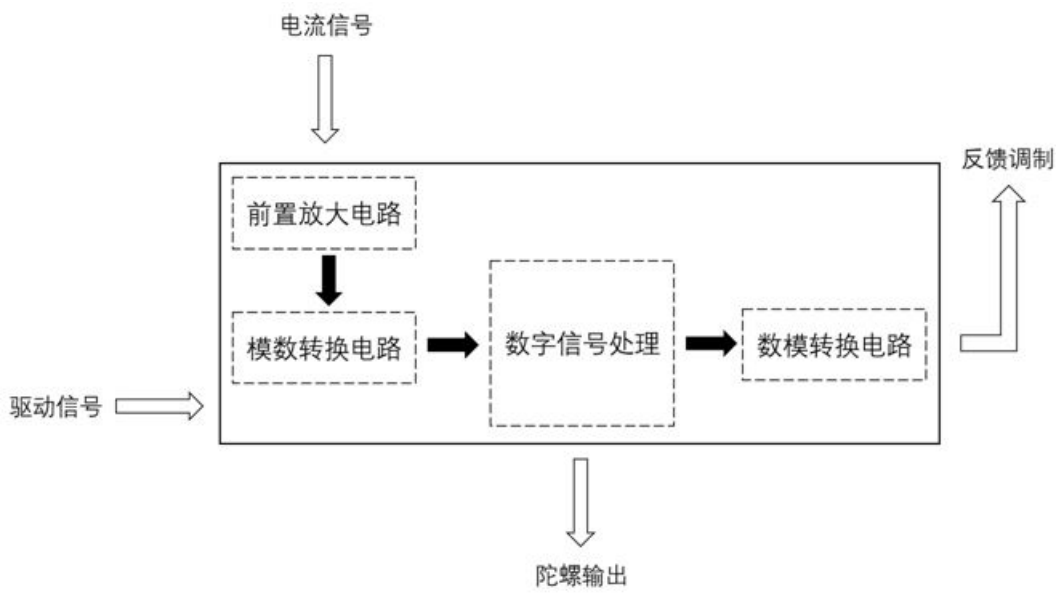 电流信号
反馈调制
前置放大电路
模数转换电路
数字信号处理
数模转换电路
驱动信号
陀螺输出